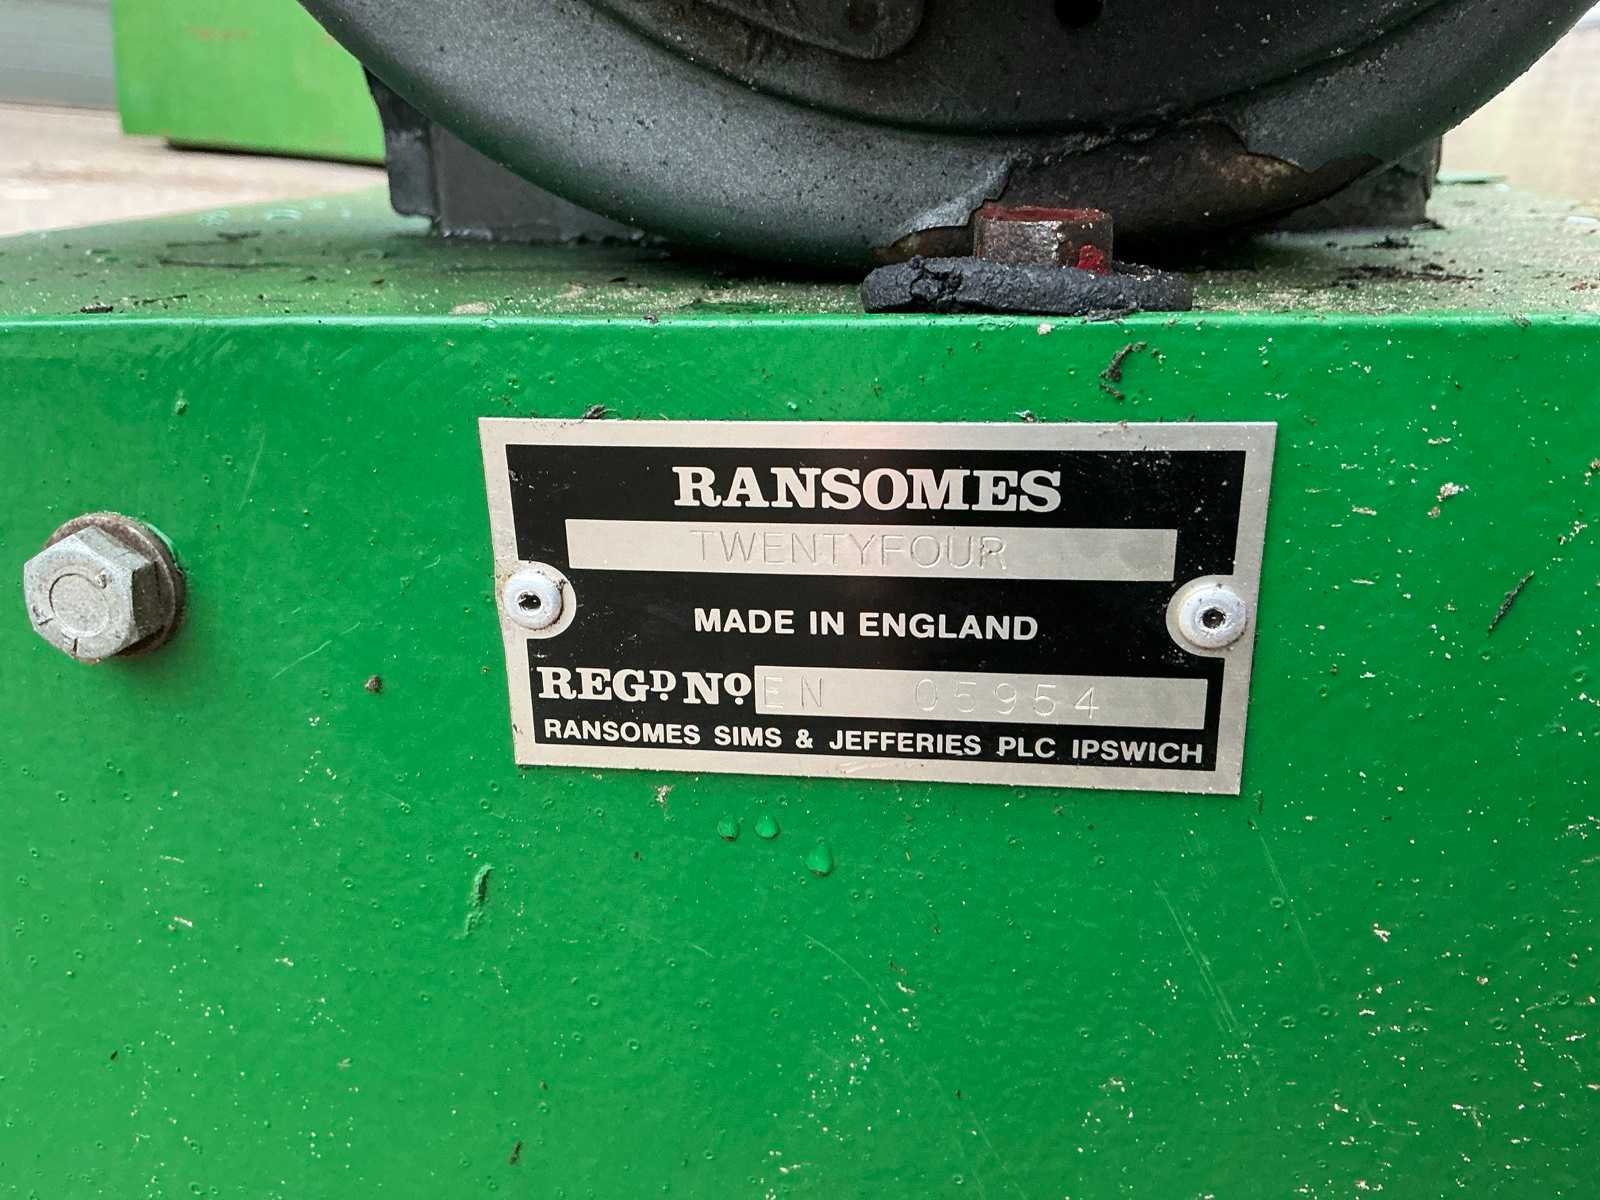 RANSOMES
TWENTYFOUR
MADE IN ENGLAND
REGD. NO. EN 05954
RANSOMES SIMS & JEFFERIES PLC IPSWICH